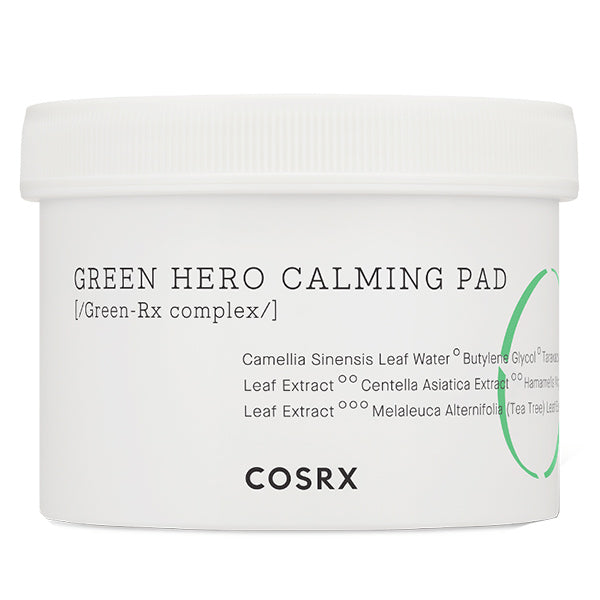 GREEN HERO CALMING PAD
[/Green-Rx complex/]
Camellia Sinensis Leaf Water°Butylene Glycol°
Leaf Extract°°Centella Asiatica Extract°°
Leaf Extract°°°Melaleuca Alternifolia (Tea Tree)
COSRX